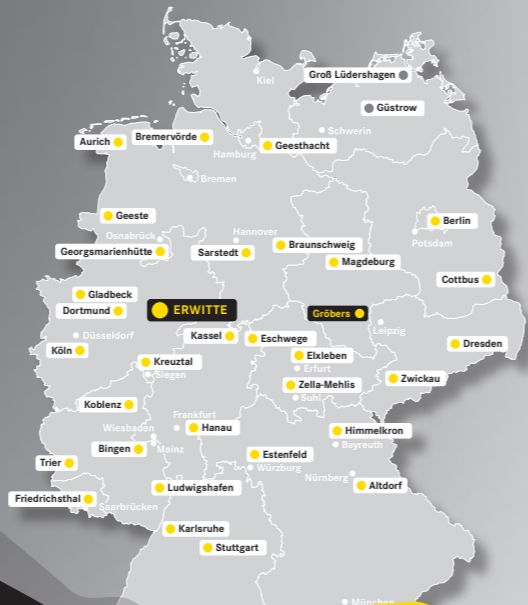 Kiel
Groß Lüdershagen
Güstrow
Schwerin
Aurich
Bremervörde
Hamburg
Geesthacht
Bremen
Geeste
Berlin
Osnabrück
Hannover
Potsdam
Georgsmarienhütte
Sarstedt
Braunschweig
Magdeburg
Cottbus
Gladbeck
Dortmund
ERWITTE
Gröbers
Leipzig
Düsseldorf
Kassel
Eschwege
Dresden
Köln
Elxleben
Kreuztal
Erfurt
Siegen
Zella-Mehlis
Zwickau
Suhl
Koblenz
Frankfurt
Wiesbaden
Hanau
Himmelkron
Bayreuth
Bingen
Mainz
Estenfeld
Trier
Würzburg
Nürnberg
Ludwigshafen
Altdorf
Friedrichsthal
Saarbrücken
Karlsruhe
Stuttgart
München